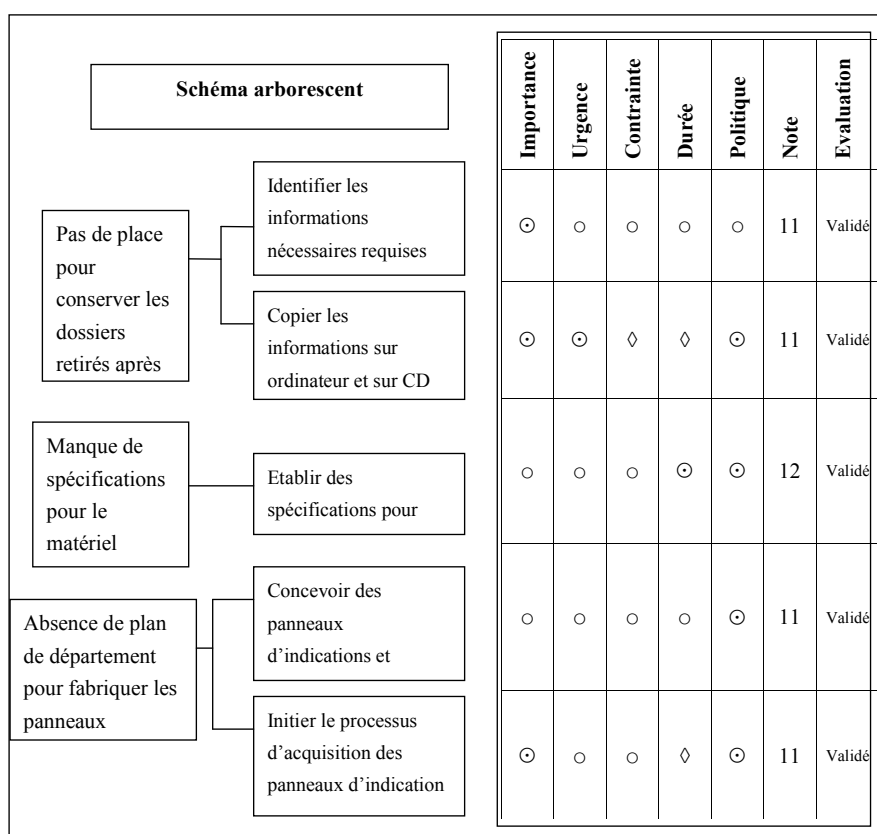 Schéma arborescent
Importance
Urgence
Contrainte
Durée
Politique
Note
Evaluation
Pas de place
pour
conserver les
dossiers
retirés après
Identifier les
informations
nécessaires requises
⊙ ○ ○ ○ ○ 11 Validé
Copier les
informations sur
ordinateur et sur CD
⊙ ⊙ ◊ ◊ ⊙ 11 Validé
Manque de
spécifications
pour le
matériel
Etablir des
spécifications pour
○ ○ ○ ⊙ ⊙ 12 Validé
Absence de plan
de département
pour fabriquer les
panneaux
Concevoir des
panneaux
d’indications et
○ ○ ○ ○ ⊙ 11 Validé
Initier le processus
d’acquisition des
panneaux d’indication
⊙ ○ ○ ◊ ⊙ 11 Validé